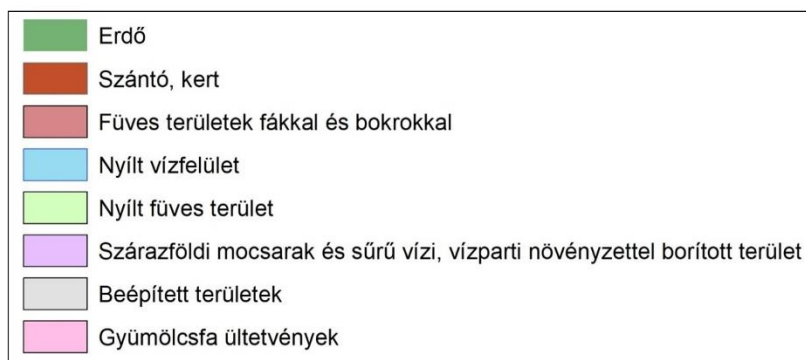 Erdő
Szántó, kert
Füves területek fákkal és bokrokkal
Nyílt vízfelület
Nyílt füves terület
Szárazföldi mocsarak és sűrű vízi, vízparti növényzettel borított terület
Beépített területek
Gyümölcsfa ültetvények